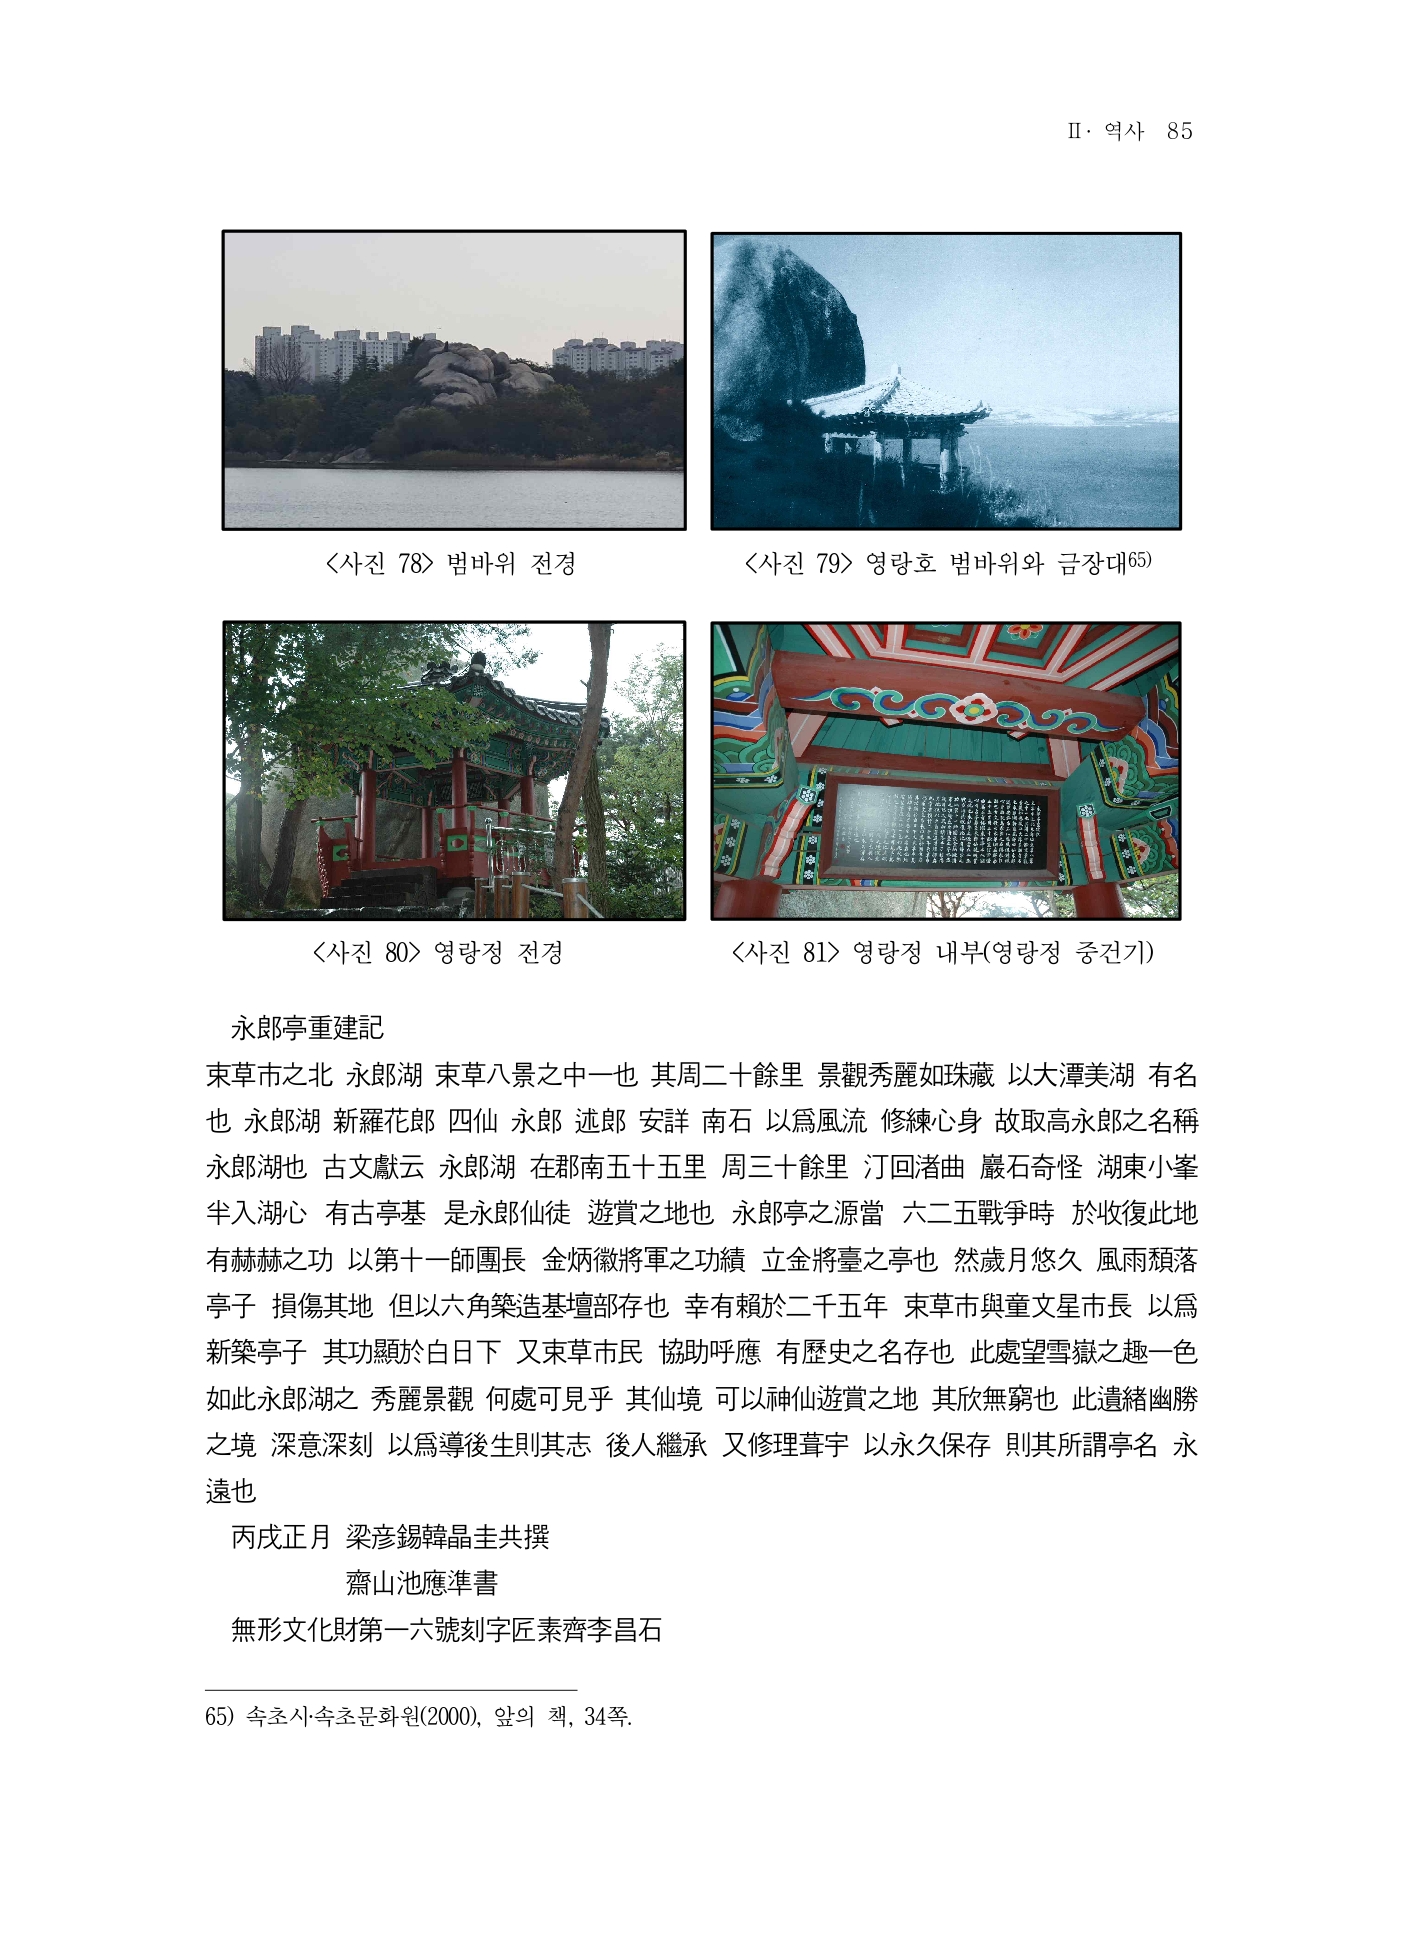 Ⅱ· 역사 85
<사진 78> 범바위 전경
<사진 79> 영랑호 범바위와 금장대65)
<사진 80> 영랑정 전경
<사진 81> 영랑정 내부(영랑정 중건기)
永郎亭重建記
束草市之北 永郎湖 束草八景之中一也 其周二十餘里 景觀秀麗如珠藏 以大潭美湖 有名
也 永郎湖 新羅花郎 四仙 永郎 述郎 安詳 南石 以爲風流 修練心身 故取高永郎之名稱
永郎湖也 古文獻云 永郎湖 在郡南五十五里 周三十餘里 汀回渚曲 巖石奇怪 湖東小峯
半入湖心 有古亭基 是永郎仙徒 遊賞之地也 永郎亭之源當 六二五戰爭時 於收復此地
有赫赫之功 以第十一師團長 金炳徽將軍之功績 立金將臺之亭也 然歲月悠久 風雨頹落
亭子 損傷其地 但以六角築造基壇部存也 幸有賴於二千五年 束草市與童文星市長 以爲
新築亭子 其功顯於白日下 又束草市民 協助呼應 有歷史之名存也 此處望雪嶽之趣一色
如此永郎湖之 秀麗景觀 何處可見乎 其仙境 可以神仙遊賞之地 其欣無窮也 此遺緖幽勝
之境 深意深刻 以爲導後生則其志 後人繼承 又修理葺宇 以永久保存 則其所謂亭名 永
遠也
丙戌正月 梁彦錫韓晶圭共撰
齋山池應準書
無形文化財第一六號刻字匠素齊李昌石
65) 속초시·속초문화원(2000), 앞의 책, 34쪽.